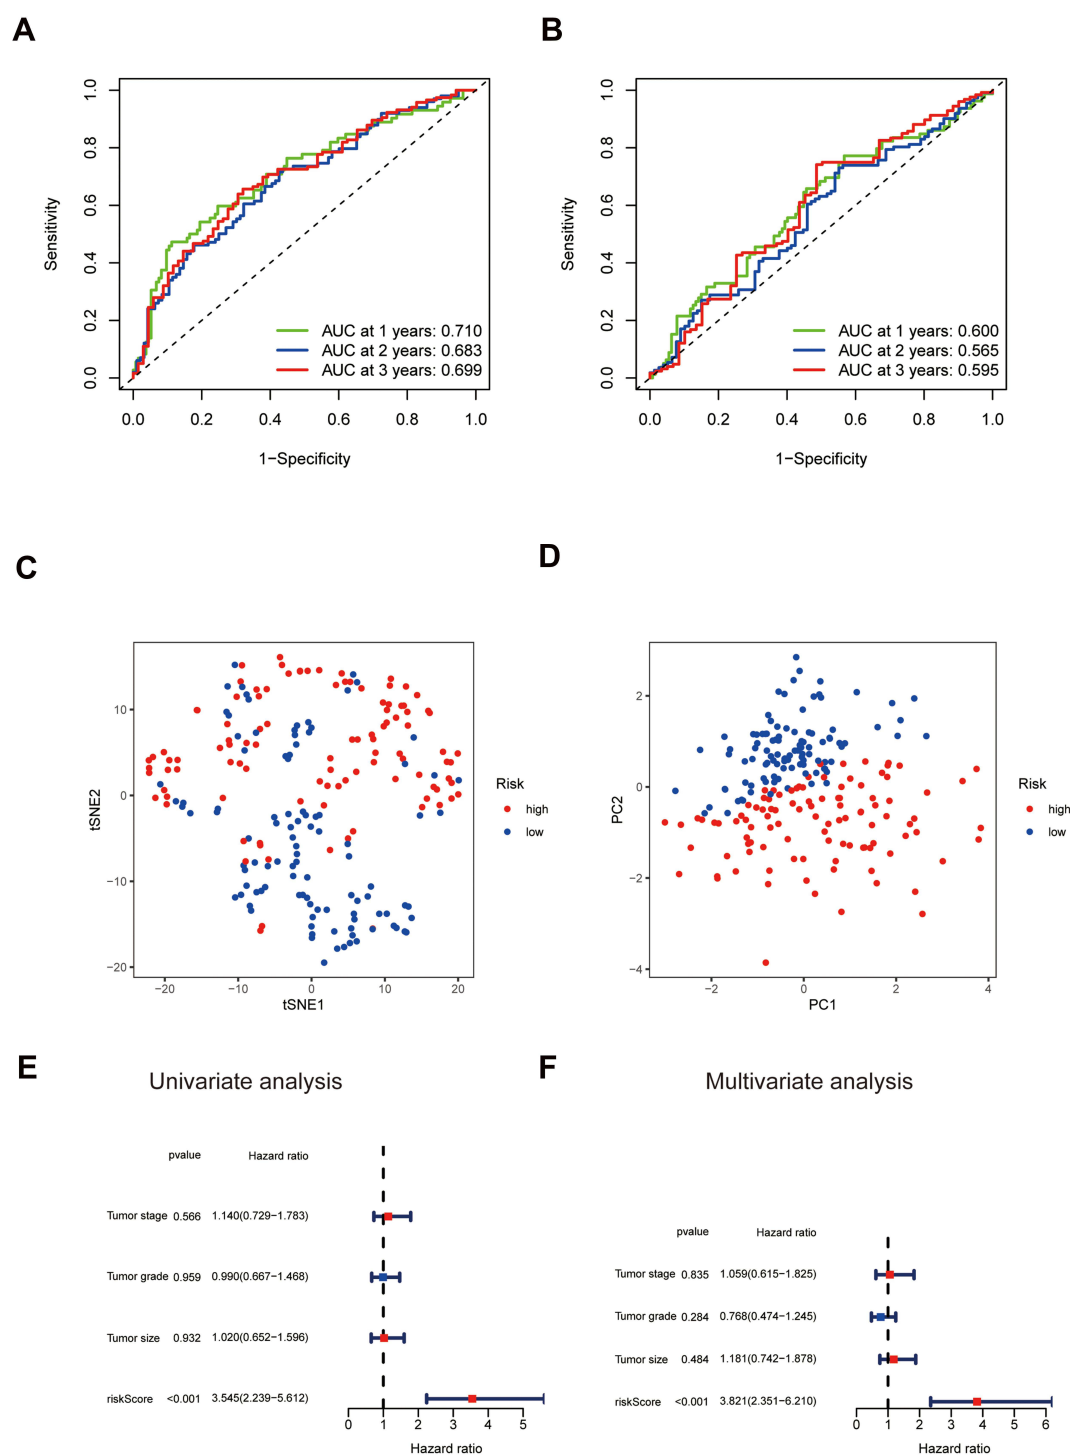 A
B
1.0
0.8
0.6
0.4
0.2
0.0
Sensitivity
AUC at 1 years: 0.710
AUC at 2 years: 0.683
AUC at 3 years: 0.699
0.0 0.2 0.4 0.6 0.8 1.0
1−Specificity
1.0
0.8
0.6
0.4
0.2
0.0
Sensitivity
AUC at 1 years: 0.600
AUC at 2 years: 0.565
AUC at 3 years: 0.595
0.0 0.2 0.4 0.6 0.8 1.0
1−Specificity
C
D
10
0
−10
−20
tSNE2
−20 −10 0 10 20
tSNE1
Risk
high
low
2
0
−2
−4
PC2
−2 0 2 4
PC1
Risk
high
low
E
Univariate analysis
pvalue Hazard ratio
Tumor stage 0.566 1.140(0.729−1.783)
Tumor grade 0.959 0.990(0.667−1.468)
Tumor size 0.932 1.020(0.652−1.596)
riskScore <0.001 3.545(2.239−5.612)
0 1 2 3 4 5
Hazard ratio
F
Multivariate analysis
pvalue Hazard ratio
Tumor stage 0.835 1.059(0.615−1.825)
Tumor grade 0.284 0.768(0.474−1.245)
Tumor size 0.484 1.181(0.742−1.878)
riskScore <0.001 3.821(2.351−6.210)
0 1 2 3 4 5 6
Hazard ratio